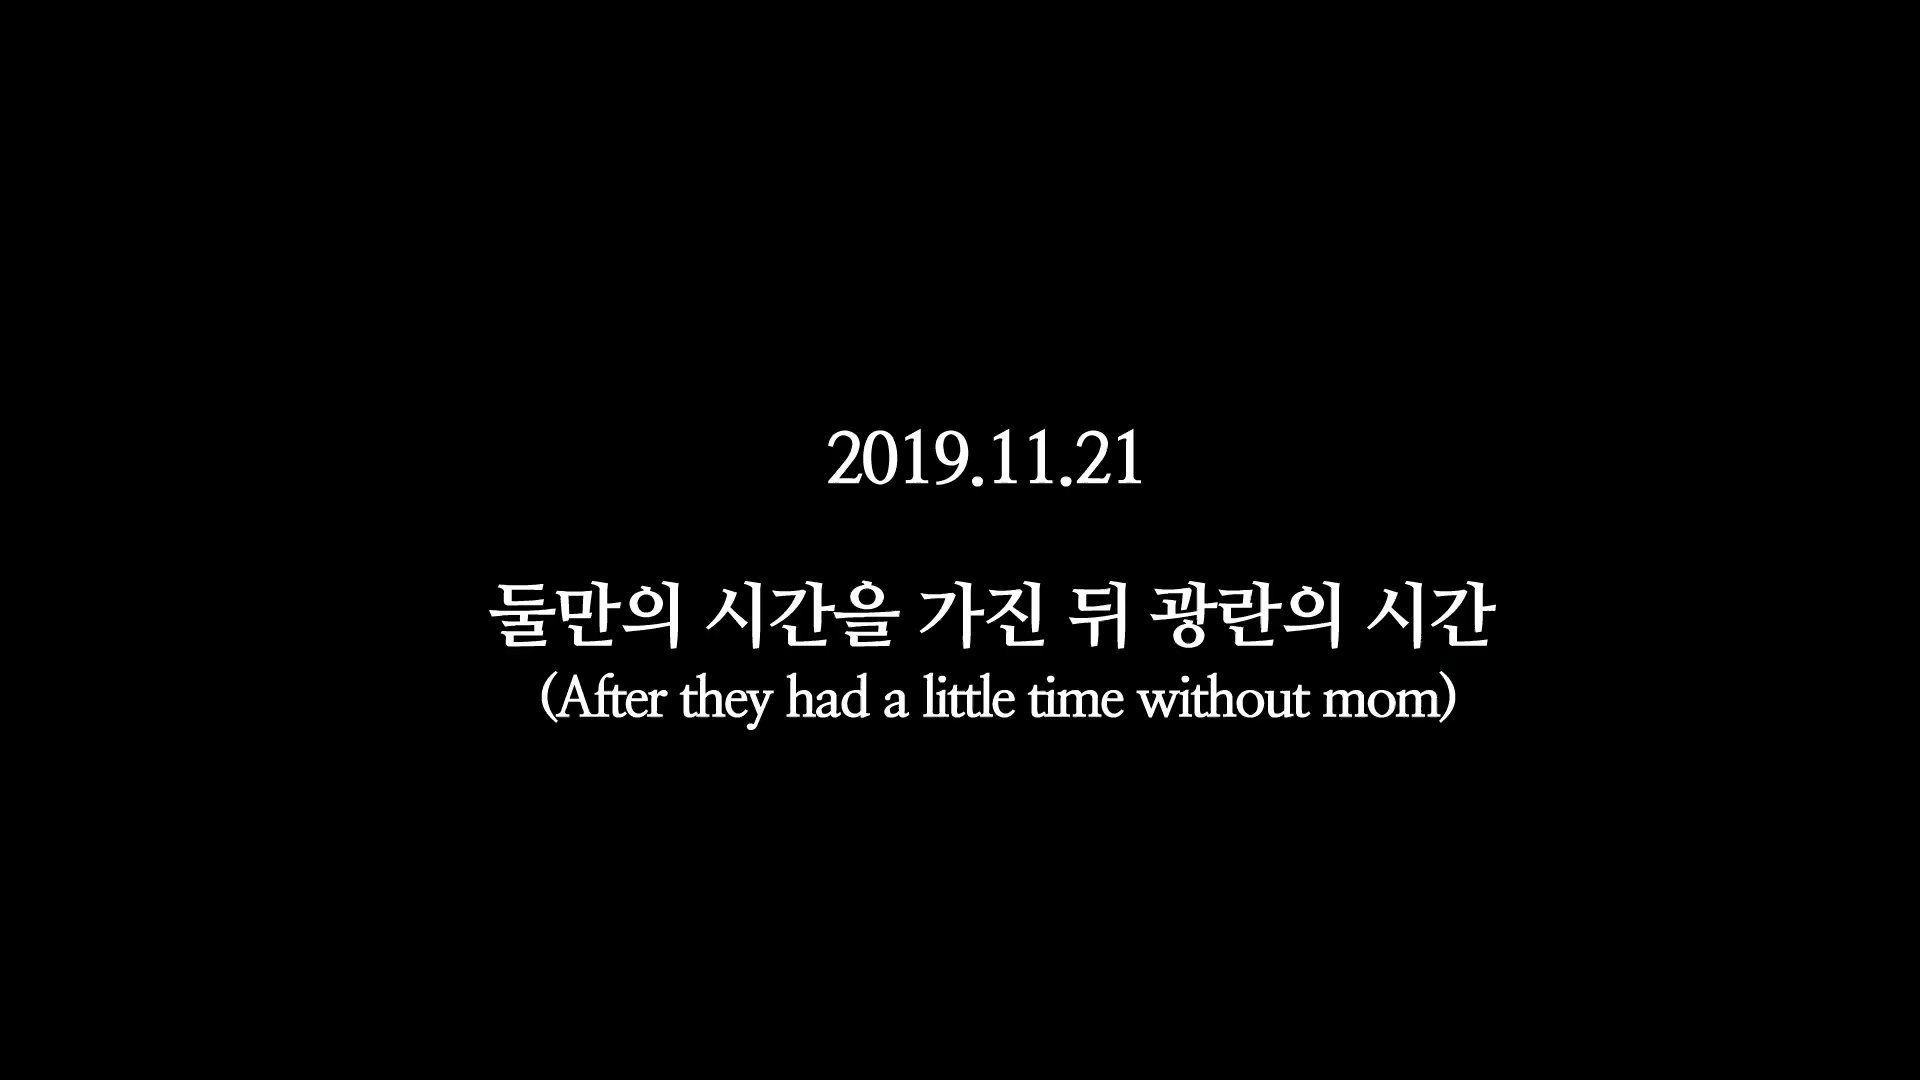 2019.11.21
둘만의 시간을 가진 뒤 광란의 시간
(After they had a little time without mom)